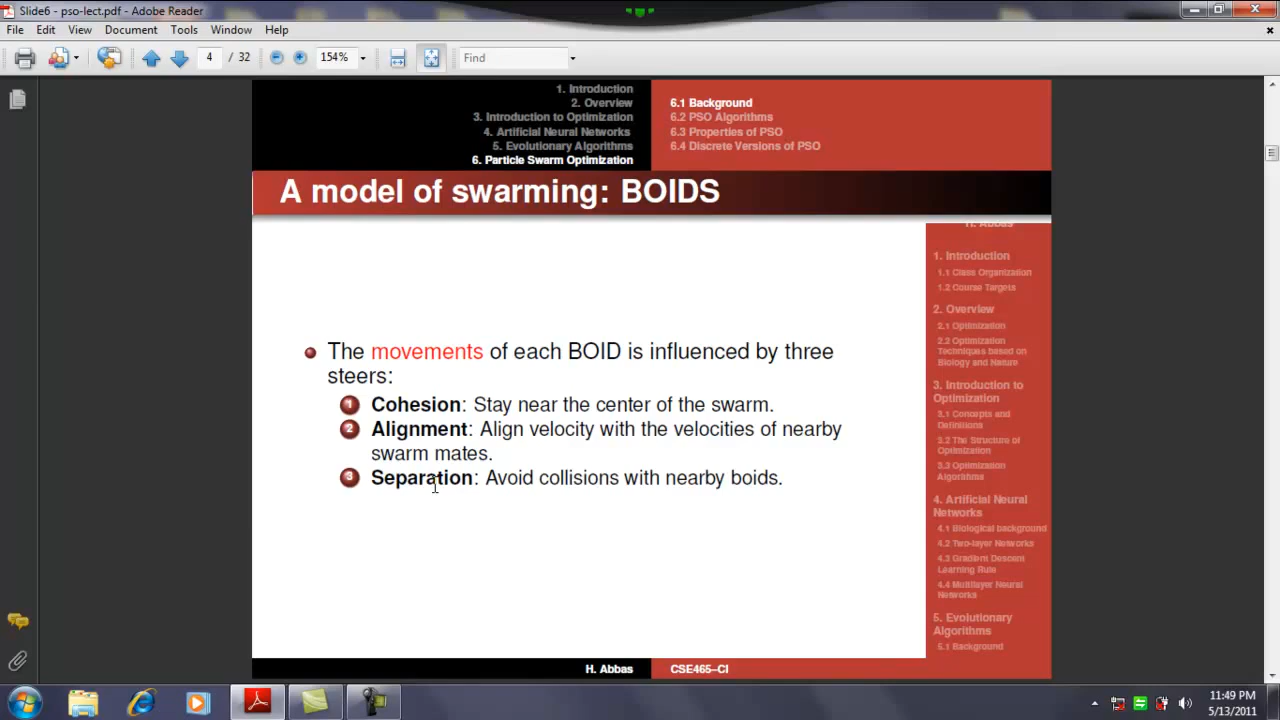 Slide6 - pso-lect.pdf - Adobe Reader
File Edit View Document Tools Window Help
4 / 32 154% Find
1. Introduction
2. Overview
3. Introduction to Optimization
4. Artificial Neural Networks
5. Evolutionary Algorithms
6. Particle Swarm Optimization
6.1 Background
6.2 PSO Algorithms
6.3 Properties of PSO
6.4 Discrete Versions of PSO
A model of swarming: BOIDS
The movements of each BOID is influenced by three
steers:
1 Cohesion: Stay near the center of the swarm.
2 Alignment: Align velocity with the velocities of nearby
swarm mates.
3 Separation: Avoid collisions with nearby boids.
H. Abbas
1. Introduction
1.1 Class Organization
1.2 Course Targets
2. Overview
2.1 Optimization
2.2 Optimization
Techniques based on
Biology and Nature
3. Introduction to
Optimization
3.1 Concepts and
Definitions
3.2 The Structure of
Optimization
3.3 Optimization
Algorithms
4. Artificial Neural
Networks
4.1 Biological background
4.2 Two-layer Networks
4.3 Gradient Descent
Learning Rule
4.4 Multilayer Neural
Networks
5. Evolutionary
Algorithms
5.1 Background
H. Abbas
CSE465–CI
11:49 PM
5/13/2011